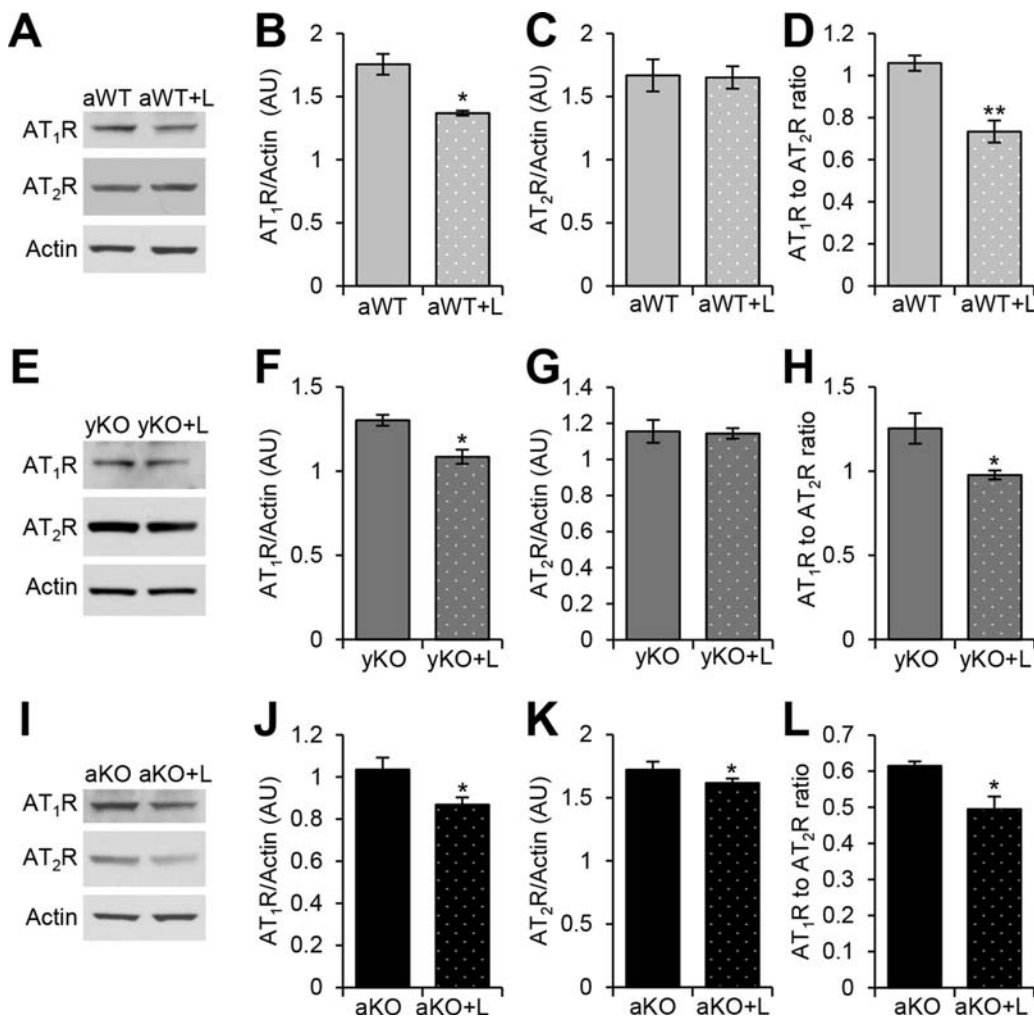 A
aWT aWT+L
AT₁R
AT₂R
Actin
B
AT₁R/Actin (AU)
2
1.5
1
0.5
0
*
aWT aWT+L
C
AT₂R/Actin (AU)
2
1.5
1
0.5
0
aWT aWT+L
D
AT₁R to AT₂R ratio
1.2
1
0.8
0.6
0.4
0.2
0
**
aWT aWT+L
E
yKO yKO+L
AT₁R
AT₂R
Actin
F
AT₁R/Actin (AU)
1.5
1
0.5
0
*
yKO yKO+L
G
AT₂R/Actin (AU)
1.4
1.2
1
0.8
0.6
0.4
0.2
0
yKO yKO+L
H
AT₁R to AT₂R ratio
1.5
1
0.5
0
*
yKO yKO+L
I
aKO aKO+L
AT₁R
AT₂R
Actin
J
AT₁R/Actin (AU)
1.2
1
0.8
0.6
0.4
0.2
0
*
aKO aKO+L
K
AT₂R/Actin (AU)
2
1.5
1
0.5
0
*
aKO aKO+L
L
AT₁R to AT₂R ratio
0.7
0.6
0.5
0.4
0.3
0.2
0.1
0
*
aKO aKO+L